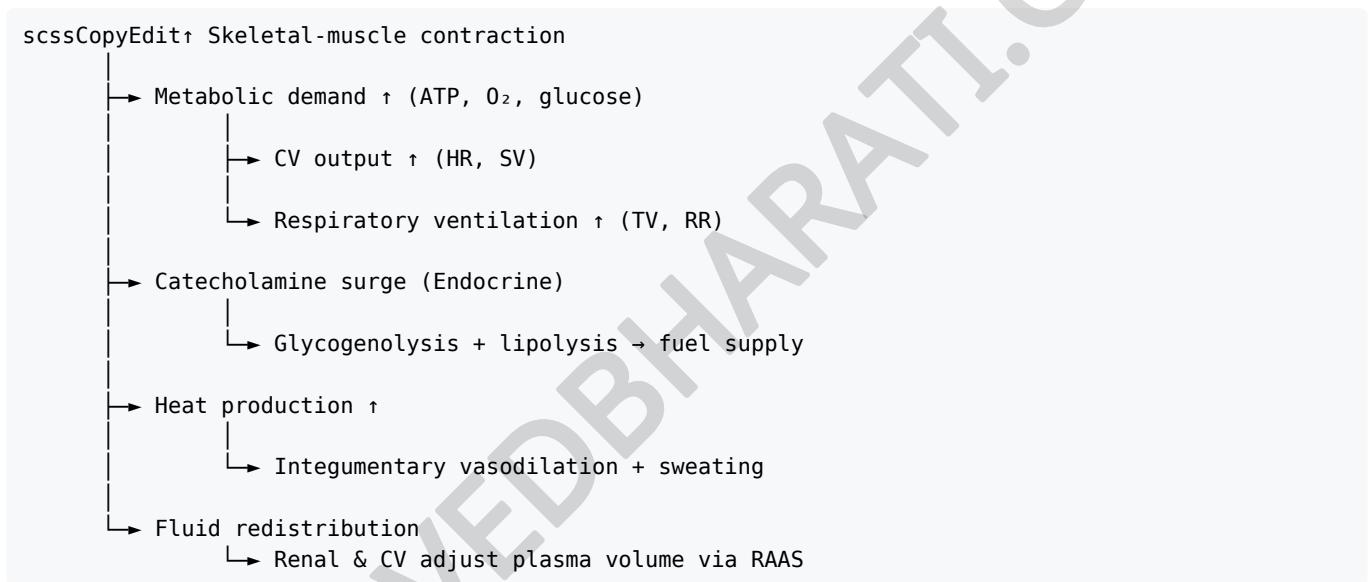 scssCopyEdit↑ Skeletal-muscle contraction
├─► Metabolic demand ↑ (ATP, O₂, glucose)
├─► CV output ↑ (HR, SV)
└─► Respiratory ventilation ↑ (TV, RR)
├─► Catecholamine surge (Endocrine)
└─► Glycogenolysis + lipolysis → fuel supply
├─► Heat production ↑
└─► Integumentary vasodilation + sweating
└─► Fluid redistribution
└─► Renal & CV adjust plasma volume via RAAS
YEDBHARATI.